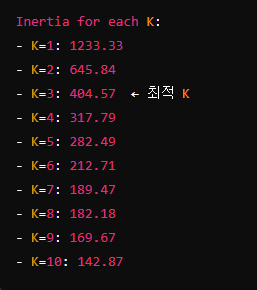 Inertia for each K:
- K=1: 1233.33
- K=2: 645.84
- K=3: 404.57 ← 최적 K
- K=4: 317.79
- K=5: 282.49
- K=6: 212.71
- K=7: 189.47
- K=8: 182.18
- K=9: 169.67
- K=10: 142.87